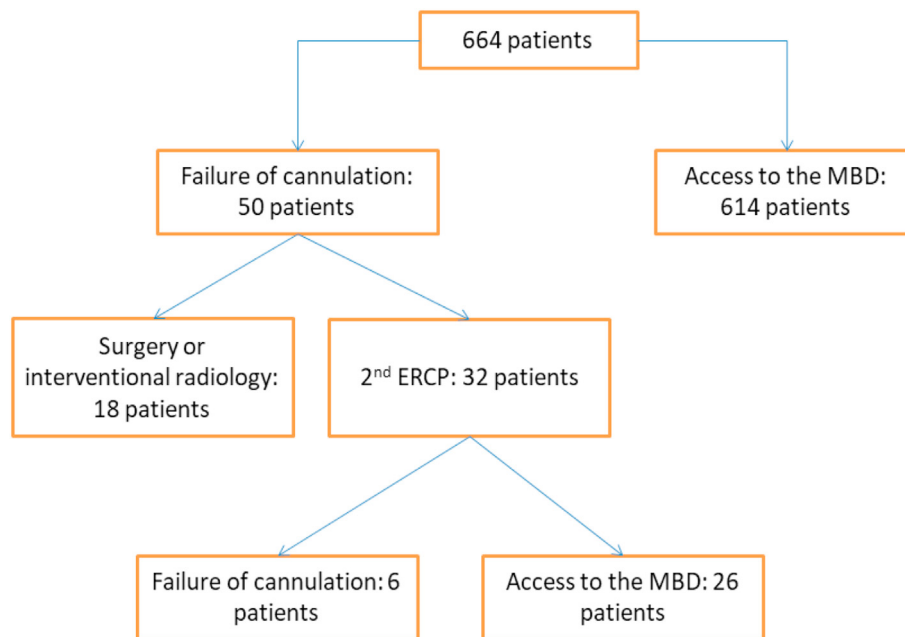 664 patients
Failure of cannulation:
50 patients
Access to the MBD:
614 patients
Surgery or
interventional radiology:
18 patients
2nd ERCP: 32 patients
Failure of cannulation: 6
patients
Access to the MBD: 26
patients